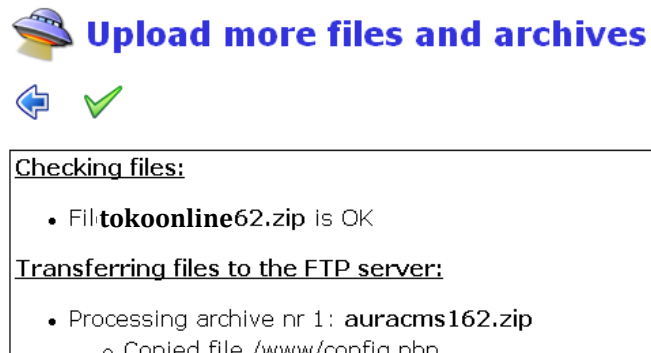 Upload more files and archives
Checking files:
Fil tokoonline62.zip is OK
Transferring files to the FTP server:
Processing archive nr 1: auracms162.zip
Copied file /www/config.php